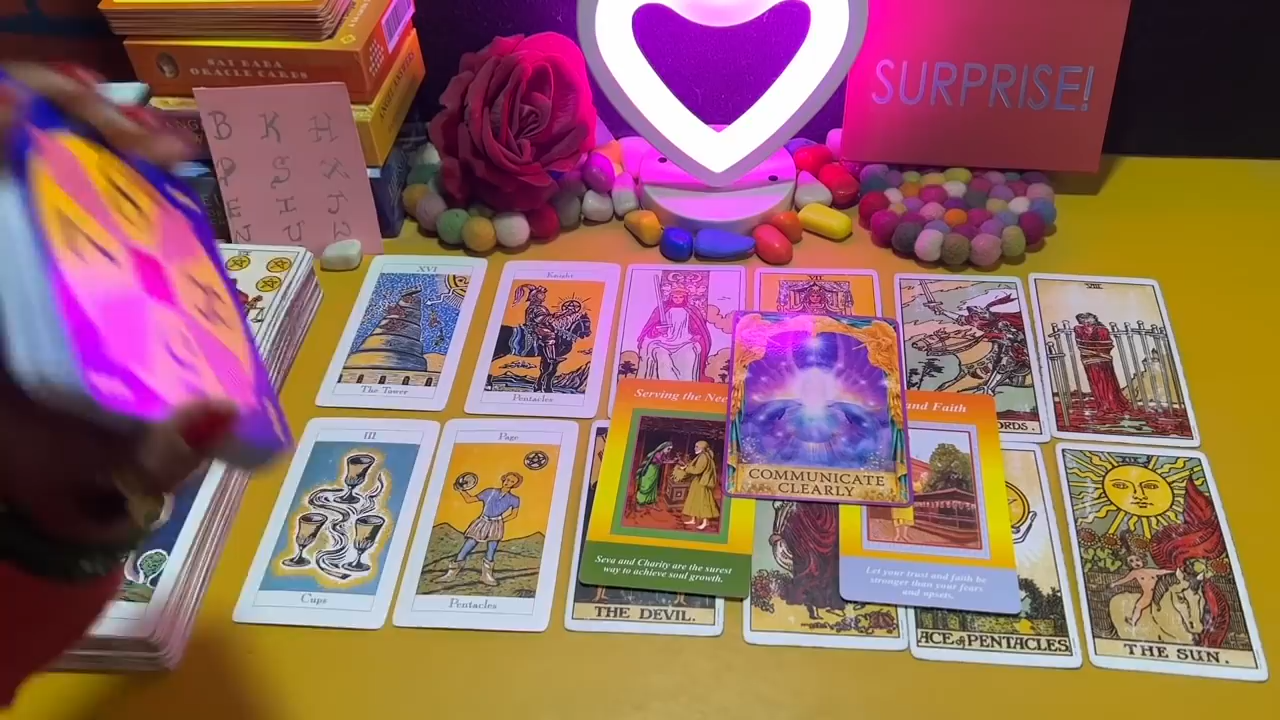 SAI BABA
ORACLE CARDS
SURPRISE!
B K H
P S X
E I J
N U W
XVI
The Tower
Knight
Pentacles
VII
VIII
III
Cups
Page
Pentacles
Serving the
Seva and Charity are the surest
way to achieve soul growth.
COMMUNICATE
CLEARLY
and Faith
Let your trust and faith be
stronger than your fears
and upsets.
THE DEVIL.
ACE of PENTACLES
THE SUN.